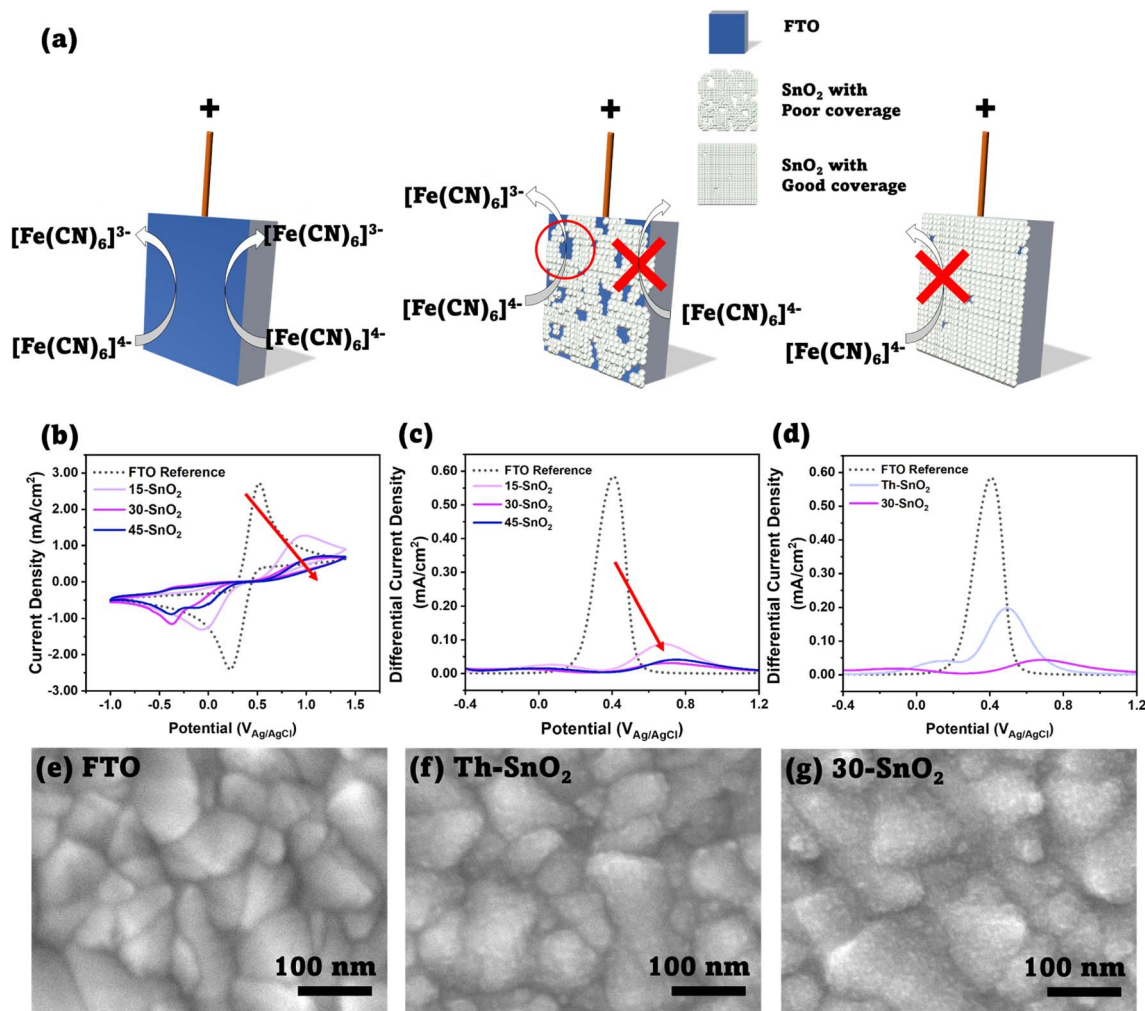 (a)
FTO
SnO2 with
Poor coverage
SnO2 with
Good coverage
+
+
+
[Fe(CN)6]3-
[Fe(CN)6]3-
[Fe(CN)6]4-
[Fe(CN)6]4-
[Fe(CN)6]3-
[Fe(CN)6]4-
[Fe(CN)6]4-
[Fe(CN)6]4-
(b)
Current Density (mA/cm2)
3.00
2.00
1.00
0.00
-1.00
-2.00
-3.00
FTO Reference
15-SnO2
30-SnO2
45-SnO2
-1.0
-0.5
0.0
0.5
1.0
1.5
Potential (VAg/AgCl)
(c)
Differential Current Density
(mA/cm2)
0.60
0.50
0.40
0.30
0.20
0.10
0.00
FTO Reference
15-SnO2
30-SnO2
45-SnO2
-0.4
0.0
0.4
0.8
1.2
Potential (VAg/AgCl)
(d)
Differential Current Density
(mA/cm2)
0.60
0.50
0.40
0.30
0.20
0.10
0.00
FTO Reference
Th-SnO2
30-SnO2
-0.4
0.0
0.4
0.8
1.2
Potential (VAg/AgCl)
(e) FTO
100 nm
(f) Th-SnO2
100 nm
(g) 30-SnO2
100 nm